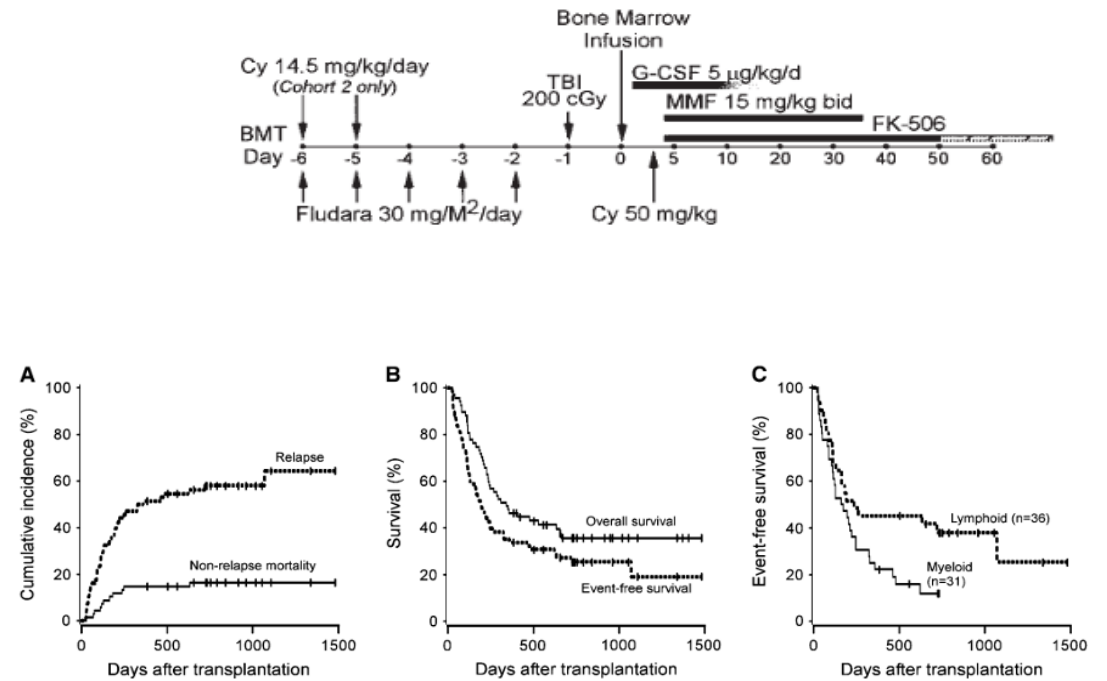 Bone Marrow
Infusion
Cy 14.5 mg/kg/day
(Cohort 2 only)
TBI
200 cGy
G-CSF 5 µg/kg/d
MMF 15 mg/kg bid
FK-506
BMT
Day -6 -5 -4 -3 -2 -1 0 5 10 20 30 40 50 60
Fludara 30 mg/M2/day
Cy 50 mg/kg
A
Cumulative incidence (%)
100
80
60
40
20
0
Relapse
Non-relapse mortality
0 500 1000 1500
Days after transplantation
B
Survival (%)
100
80
60
40
20
0
Overall survival
Event-free survival
0 500 1000 1500
Days after transplantation
C
Event-free survival (%)
100
80
60
40
20
0
Lymphoid (n=36)
Myeloid
(n=31)
0 500 1000 1500
Days after transplantation